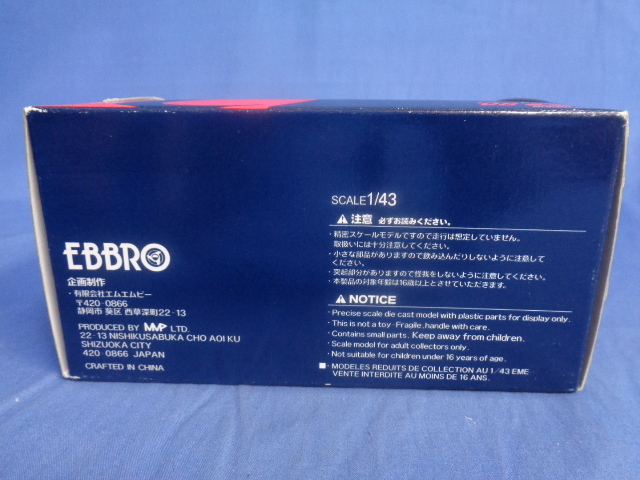 EBBRO
企画制作
・有限会社エムエムピー
〒420-0866
静岡市 葵区 西草深町22-13
PRODUCED BY MMP LTD.
22-13 NISHIKUSABUKA CHO AOI KU
SHIZUOKA CITY
420-0866 JAPAN
CRAFTED IN CHINA
SCALE1/43
⚠注意 必ずお読みください。
・精密スケールモデルですので走行は想定していません。
取扱いには十分注意してください。
・小さな部品がありますので飲み込んだりしないように注意して
ください。
・突起部分がありますので怪我をしないように注意してください。
・本製品の対象年齢は16歳以上とさせていただきます。
⚠NOTICE
・Precise scale die cast model with plastic parts for display only.
・This is not a toy-Fragile, handle with care.
・Contains small parts. Keep away from children.
・Scale model for adult collectors only.
・Not suitable for children under 16 years of age.
■・MODELES REDUITS DE COLLECTION AU 1/43 EME
VENTE INTERDITE AU MOINS DE 16 ANS.